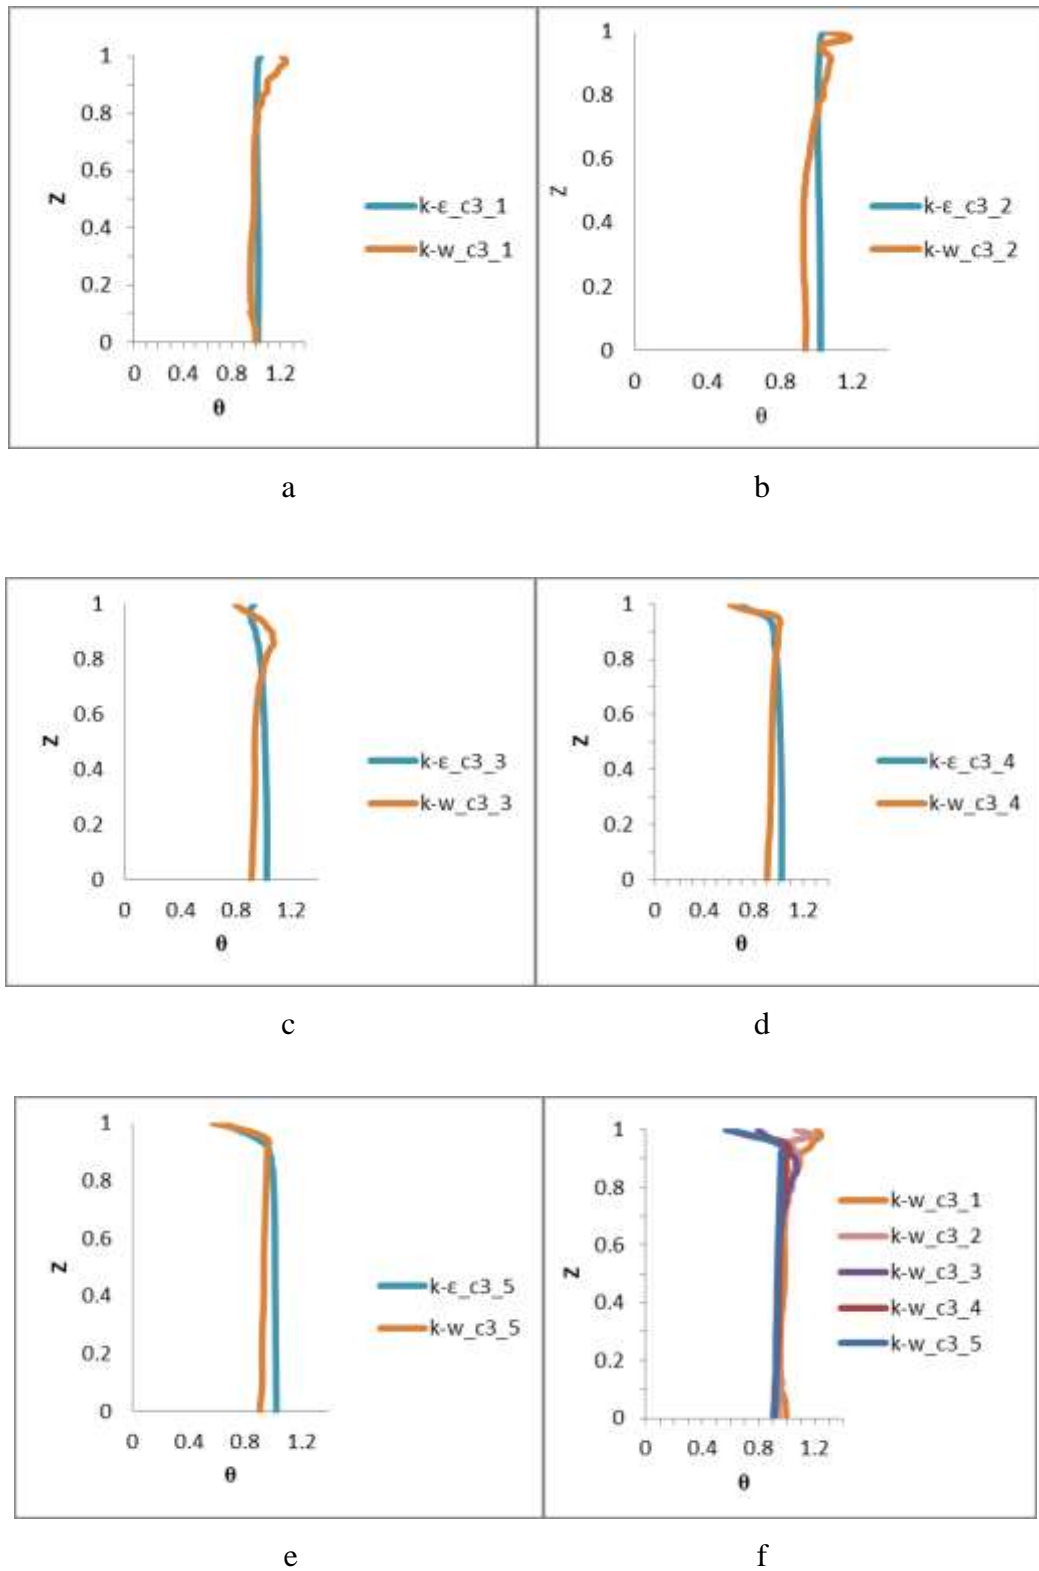 1
0.8
0.6
Z
0.4
0.2
0
0 0.4 0.8 1.2
θ
k-ε_c3_1
k-w_c3_1
1
0.8
0.6
Z
0.4
0.2
0
0 0.4 0.8 1.2
θ
k-ε_c3_2
k-w_c3_2
a b
1
0.8
0.6
Z
0.4
0.2
0
0 0.4 0.8 1.2
θ
k-ε_c3_3
k-w_c3_3
1
0.8
0.6
Z
0.4
0.2
0
0 0.4 0.8 1.2
θ
k-ε_c3_4
k-w_c3_4
c d
1
0.8
0.6
Z
0.4
0.2
0
0 0.4 0.8 1.2
θ
k-ε_c3_5
k-w_c3_5
1
0.8
0.6
Z
0.4
0.2
0
0 0.4 0.8 1.2
θ
k-w_c3_1
k-w_c3_2
k-w_c3_3
k-w_c3_4
k-w_c3_5
e f